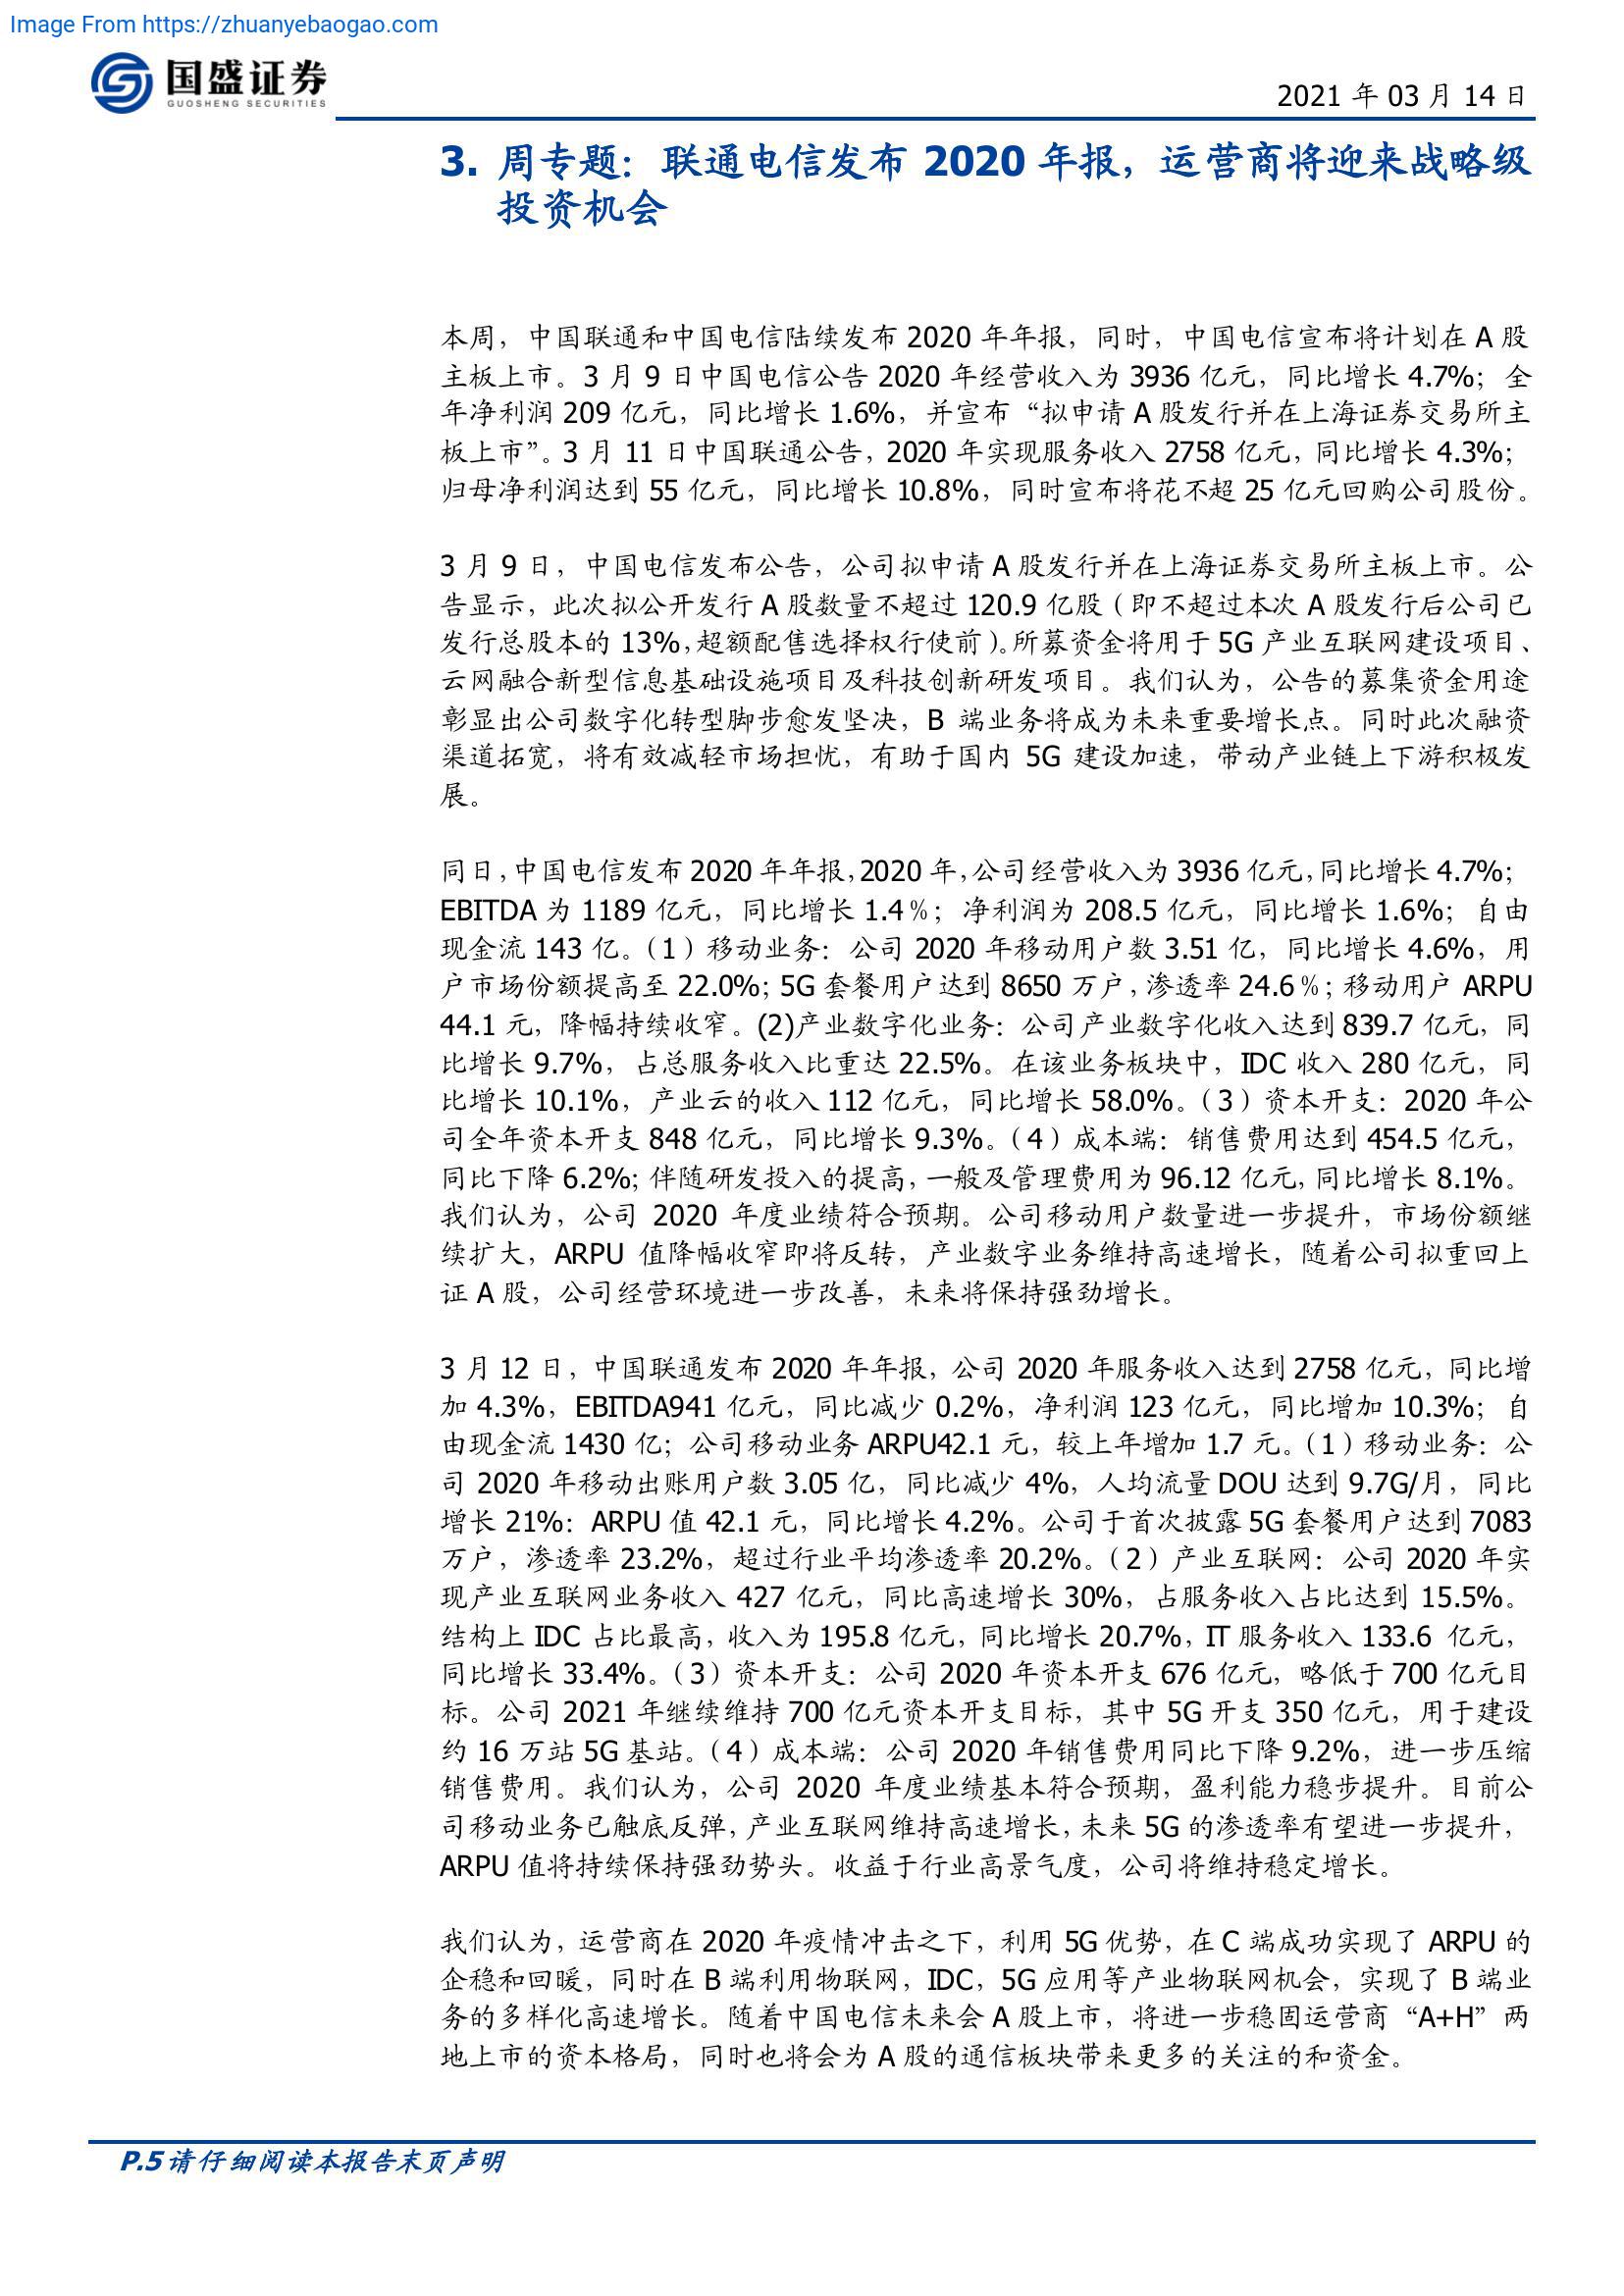 Image From https://zhuanyebaogao.com
国盛证券
GUOSHENG SECURITIES
2021 年 03 月 14 日
3. 周专题：联通电信发布 2020 年报，运营商将迎来战略级
投资机会
本周，中国联通和中国电信陆续发布 2020 年年报，同时，中国电信宣布将计划在 A 股
主板上市。3 月 9 日中国电信公告 2020 年经营收入为 3936 亿元，同比增长 4.7%；全
年净利润 209 亿元，同比增长 1.6%，并宣布“拟申请 A 股发行并在上海证券交易所主
板上市”。3 月 11 日中国联通公告，2020 年实现服务收入 2758 亿元，同比增长 4.3%；
归母净利润达到 55 亿元，同比增长 10.8%，同时宣布将花不超 25 亿元回购公司股份。
3 月 9 日，中国电信发布公告，公司拟申请 A 股发行并在上海证券交易所主板上市。公
告显示，此次拟公开发行 A 股数量不超过 120.9 亿股（即不超过本次 A 股发行后公司已
发行总股本的 13%，超额配售选择权行使前）。所募资金将用于 5G 产业互联网建设项目、
云网融合新型信息基础设施项目及科技创新研发项目。我们认为，公告的募集资金用途
彰显出公司数字化转型脚步愈发坚决，B 端业务将成为未来重要增长点。同时此次融资
渠道拓宽，将有效减轻市场担忧，有助于国内 5G 建设加速，带动产业链上下游积极发
展。
同日，中国电信发布 2020 年年报，2020 年，公司经营收入为 3936 亿元，同比增长 4.7%；
EBITDA 为 1189 亿元，同比增长 1.4％；净利润为 208.5 亿元，同比增长 1.6%；自由
现金流 143 亿。（1）移动业务：公司 2020 年移动用户数 3.51 亿，同比增长 4.6%，用
户市场份额提高至 22.0%；5G 套餐用户达到 8650 万户，渗透率 24.6％；移动用户 ARPU
44.1 元，降幅持续收窄。(2)产业数字化业务：公司产业数字化收入达到 839.7 亿元，同
比增长 9.7%，占总服务收入比重达 22.5%。在该业务板块中，IDC 收入 280 亿元，同
比增长 10.1%，产业云的收入 112 亿元，同比增长 58.0%。（3）资本开支：2020 年公
司全年资本开支 848 亿元，同比增长 9.3%。（4）成本端：销售费用达到 454.5 亿元，
同比下降 6.2%；伴随研发投入的提高，一般及管理费用为 96.12 亿元，同比增长 8.1%。
我们认为，公司 2020 年度业绩符合预期。公司移动用户数量进一步提升，市场份额继
续扩大，ARPU 值降幅收窄即将反转，产业数字业务维持高速增长，随着公司拟重回上
证 A 股，公司经营环境进一步改善，未来将保持强劲增长。
3 月 12 日，中国联通发布 2020 年年报，公司 2020 年服务收入达到 2758 亿元，同比增
加 4.3%，EBITDA941 亿元，同比减少 0.2%，净利润 123 亿元，同比增加 10.3%；自
由现金流 1430 亿；公司移动业务 ARPU42.1 元，较上年增加 1.7 元。（1）移动业务：公
司 2020 年移动出账用户数 3.05 亿，同比减少 4%，人均流量 DOU 达到 9.7G/月，同比
增长 21%：ARPU 值 42.1 元，同比增长 4.2%。公司于首次披露 5G 套餐用户达到 7083
万户，渗透率 23.2%，超过行业平均渗透率 20.2%。（2）产业互联网：公司 2020 年实
现产业互联网业务收入 427 亿元，同比高速增长 30%，占服务收入占比达到 15.5%。
结构上 IDC 占比最高，收入为 195.8 亿元，同比增长 20.7%，IT 服务收入 133.6 亿元，
同比增长 33.4%。（3）资本开支：公司 2020 年资本开支 676 亿元，略低于 700 亿元目
标。公司 2021 年继续维持 700 亿元资本开支目标，其中 5G 开支 350 亿元，用于建设
约 16 万站 5G 基站。（4）成本端：公司 2020 年销售费用同比下降 9.2%，进一步压缩
销售费用。我们认为，公司 2020 年度业绩基本符合预期，盈利能力稳步提升。目前公
司移动业务已触底反弹，产业互联网维持高速增长，未来 5G 的渗透率有望进一步提升，
ARPU 值将持续保持强劲势头。收益于行业高景气度，公司将维持稳定增长。
我们认为，运营商在 2020 年疫情冲击之下，利用 5G 优势，在 C 端成功实现了 ARPU 的
企稳和回暖，同时在 B 端利用物联网，IDC，5G 应用等产业物联网机会，实现了 B 端业
务的多样化高速增长。随着中国电信未来会 A 股上市，将进一步稳固运营商“A+H”两
地上市的资本格局，同时也将会为 A 股的通信板块带来更多的关注的和资金。
P.5 请仔细阅读本报告末页声明